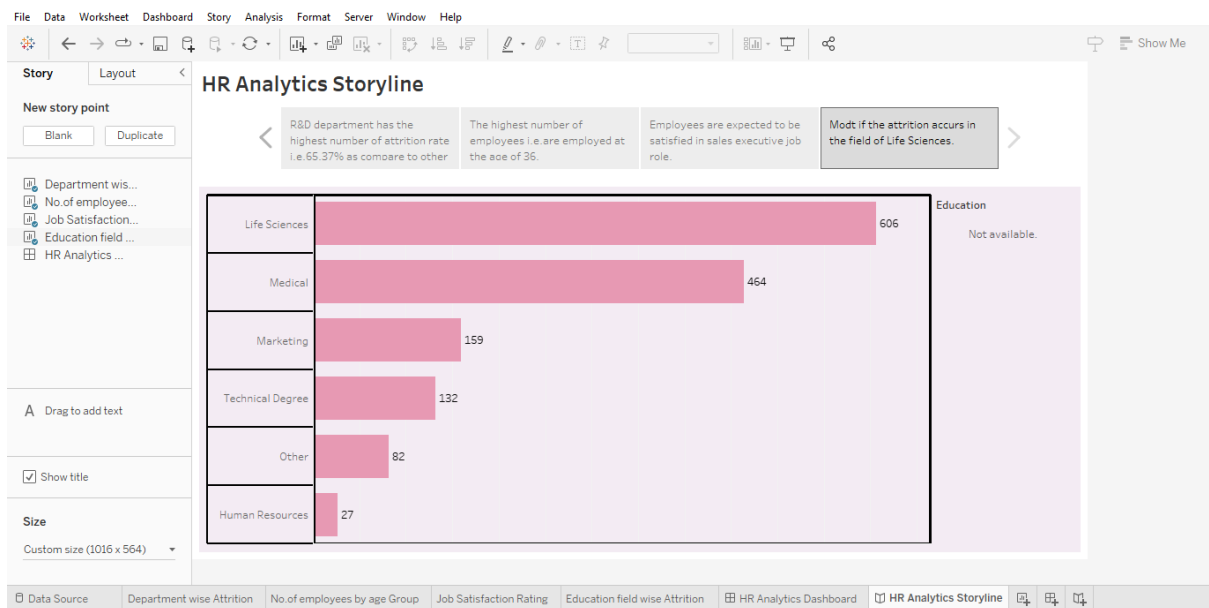 File Data Worksheet Dashboard Story Analysis Format Server Window Help
Show Me
Story Layout
New story point
Blank Duplicate
Department wis...
No.of employee...
Job Satisfaction...
Education field ...
HR Analytics ...
A Drag to add text
Show title
Size
Custom size (1016 x 564)
HR Analytics Storyline
R&D department has the
highest number of attrition rate
i.e.65.37% as compare to other
The highest number of
employees i.e.are employed at
the age of 36.
Employees are expected to be
satisfied in sales executive job
role.
Modt if the attrition accurs in
the field of Life Sciences.
Life Sciences 606
Medical 464
Marketing 159
Technical Degree 132
Other 82
Human Resources 27
Education
Not available.
Data Source Department wise Attrition No.of employees by age Group Job Satisfaction Rating Education field wise Attrition HR Analytics Dashboard HR Analytics Storyline